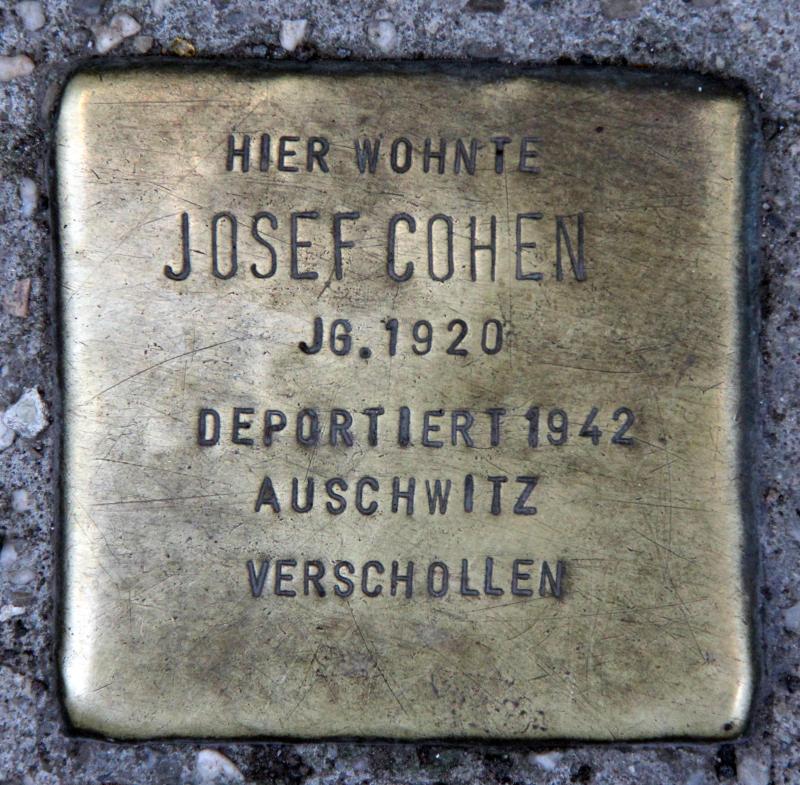 HIER WOHNTE
JOSEF COHEN
JG. 1920
DEPORTIERT 1942
AUSCHWITZ
VERSCHOLLEN